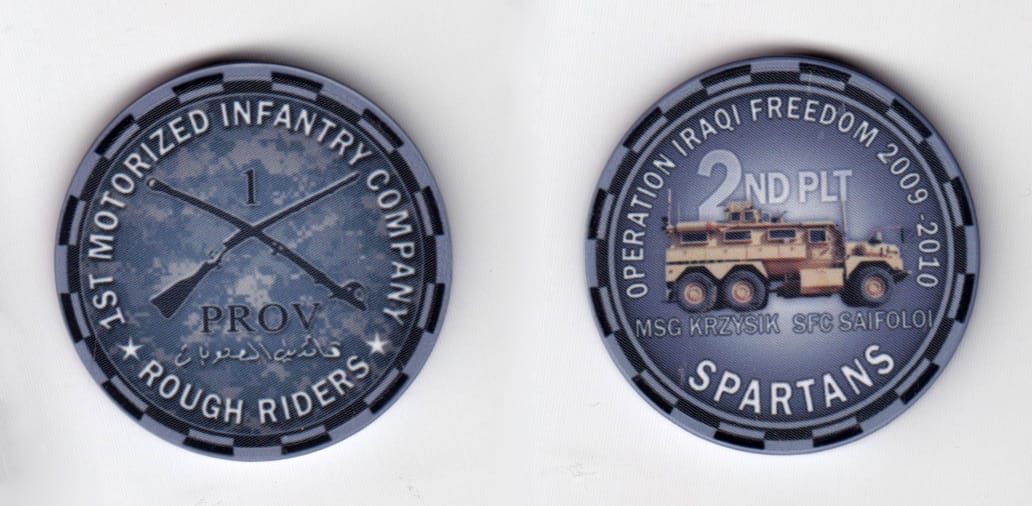 1ST MOTORIZED INFANTRY COMPANY
1
PROV
ROUGH RIDERS
OPERATION IRAQI FREEDOM 2009-2010
2ND PLT
MSG KRZYSIK SFC SAIFOLOI
SPARTANS